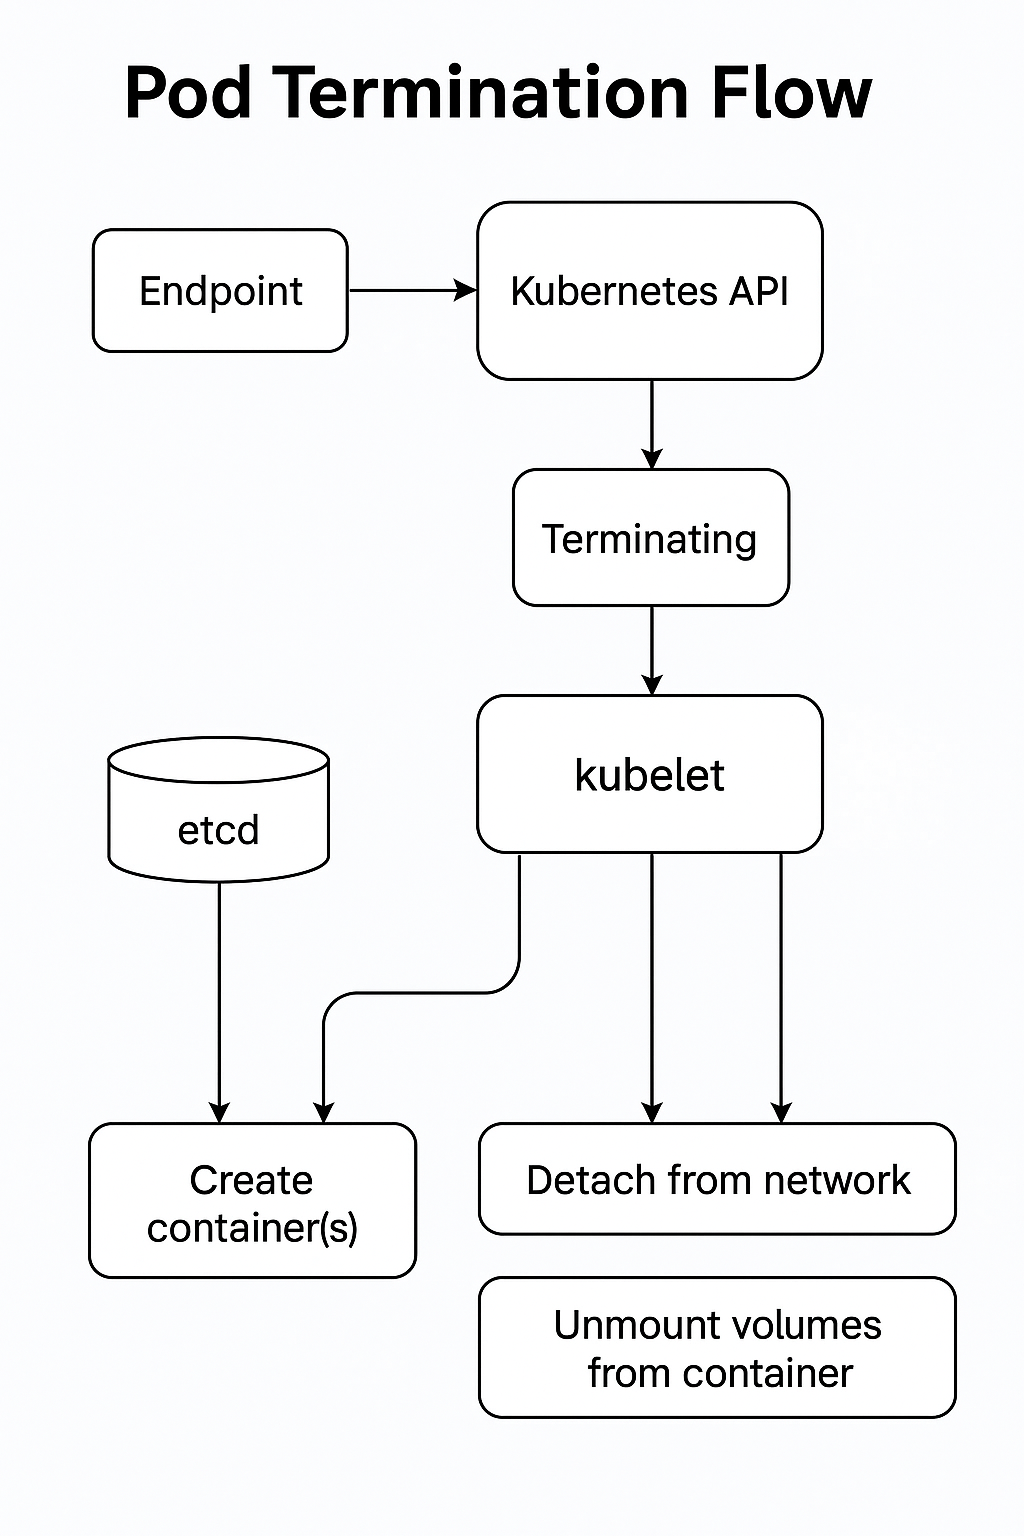 Pod Termination Flow
Endpoint
Kubernetes API
Terminating
kubelet
etcd
Create
container(s)
Detach from network
Unmount volumes
from container